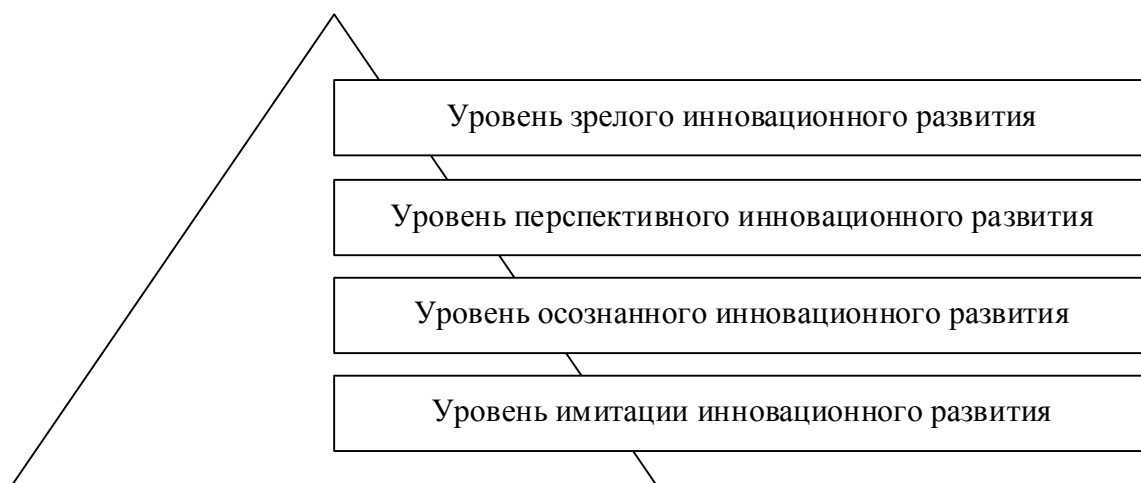 Уровень зрелого инновационного развития
Уровень перспективного инновационного развития
Уровень осознанного инновационного развития
Уровень имитации инновационного развития